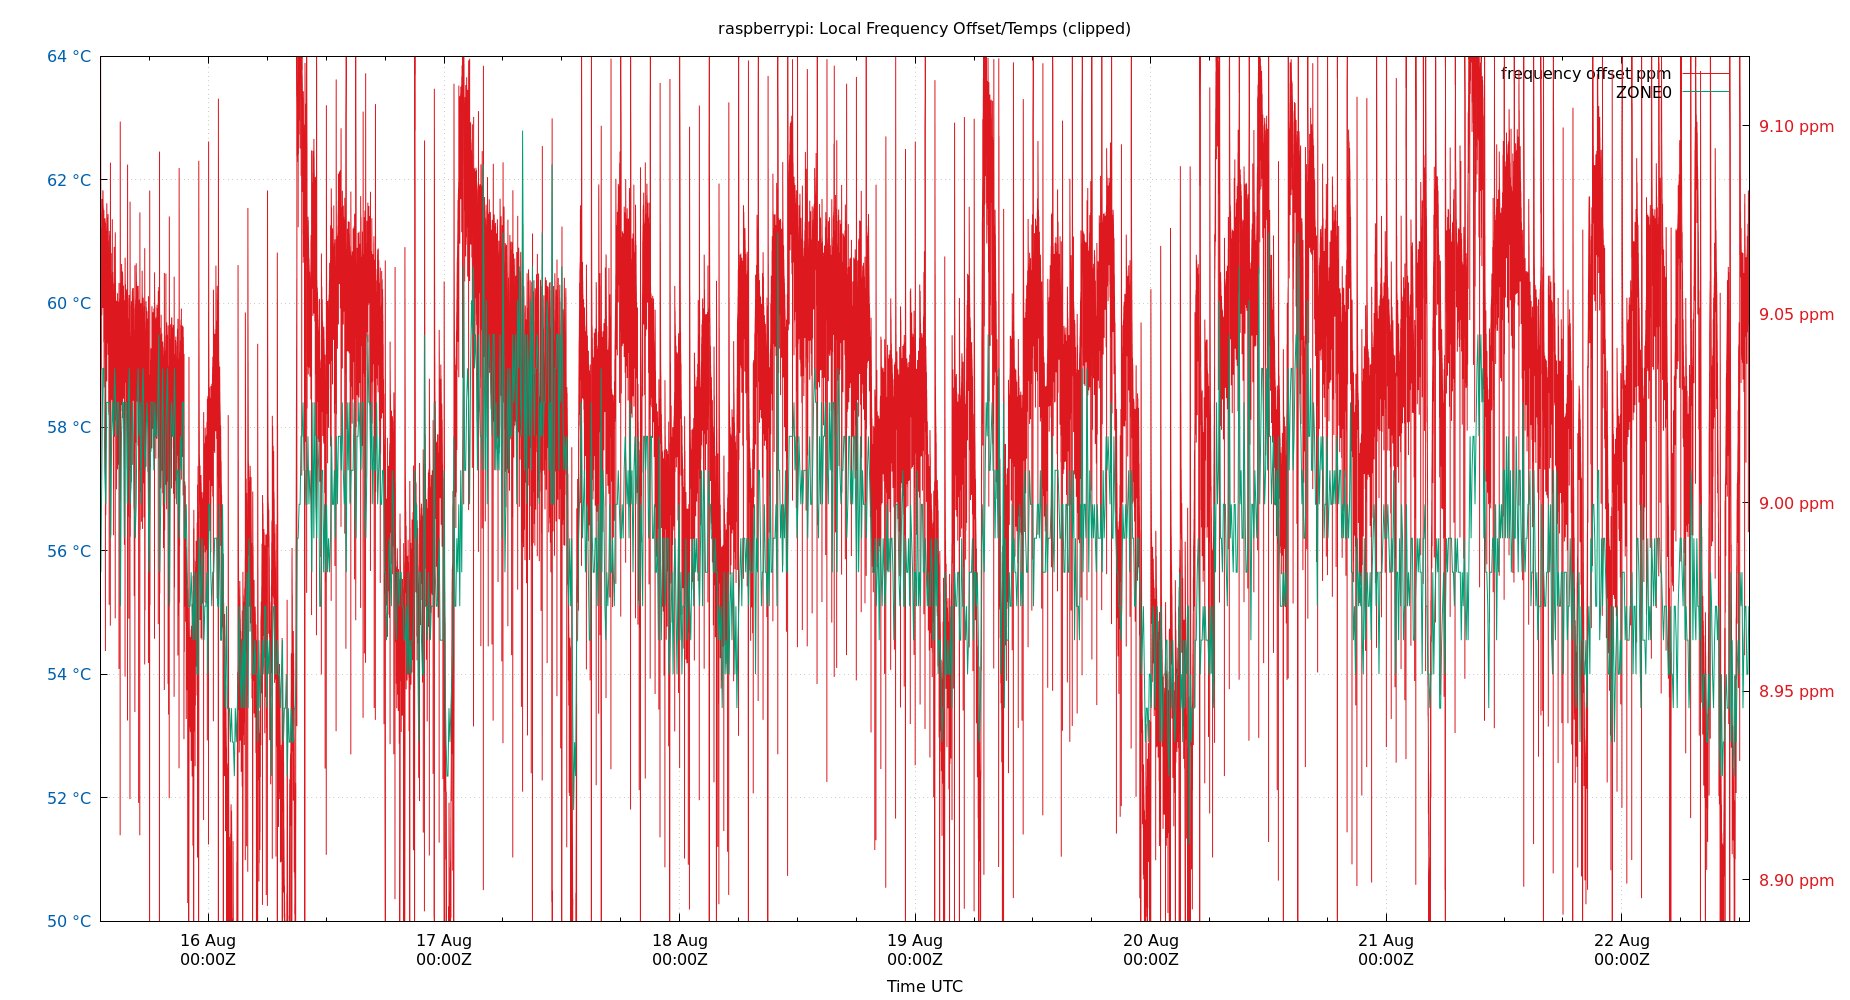 raspberrypi: Local Frequency Offset/Temps (clipped)
64 °C
62 °C
60 °C
58 °C
56 °C
54 °C
52 °C
50 °C
frequency offset ppm
ZONE0
9.10 ppm
9.05 ppm
9.00 ppm
8.95 ppm
8.90 ppm
16 Aug
00:00Z
17 Aug
00:00Z
18 Aug
00:00Z
19 Aug
00:00Z
20 Aug
00:00Z
21 Aug
00:00Z
22 Aug
00:00Z
Time UTC